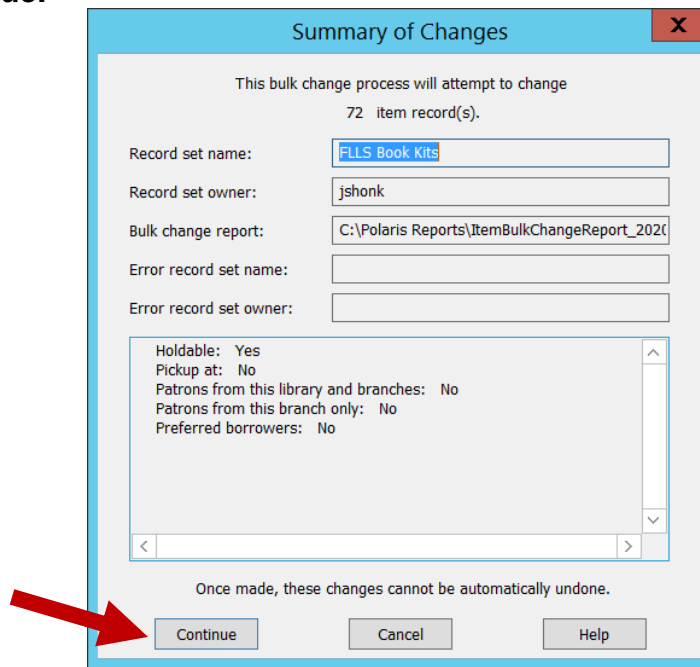 Summary of Changes
X
This bulk change process will attempt to change
72 item record(s).
Record set name: FLLS Book Kits
Record set owner: jshonk
Bulk change report: C:\Polaris Reports\ItemBulkChangeReport_202(
Error record set name:
Error record set owner:
Holdable: Yes
Pickup at: No
Patrons from this library and branches: No
Patrons from this branch only: No
Preferred borrowers: No
Once made, these changes cannot be automatically undone.
Continue Cancel Help